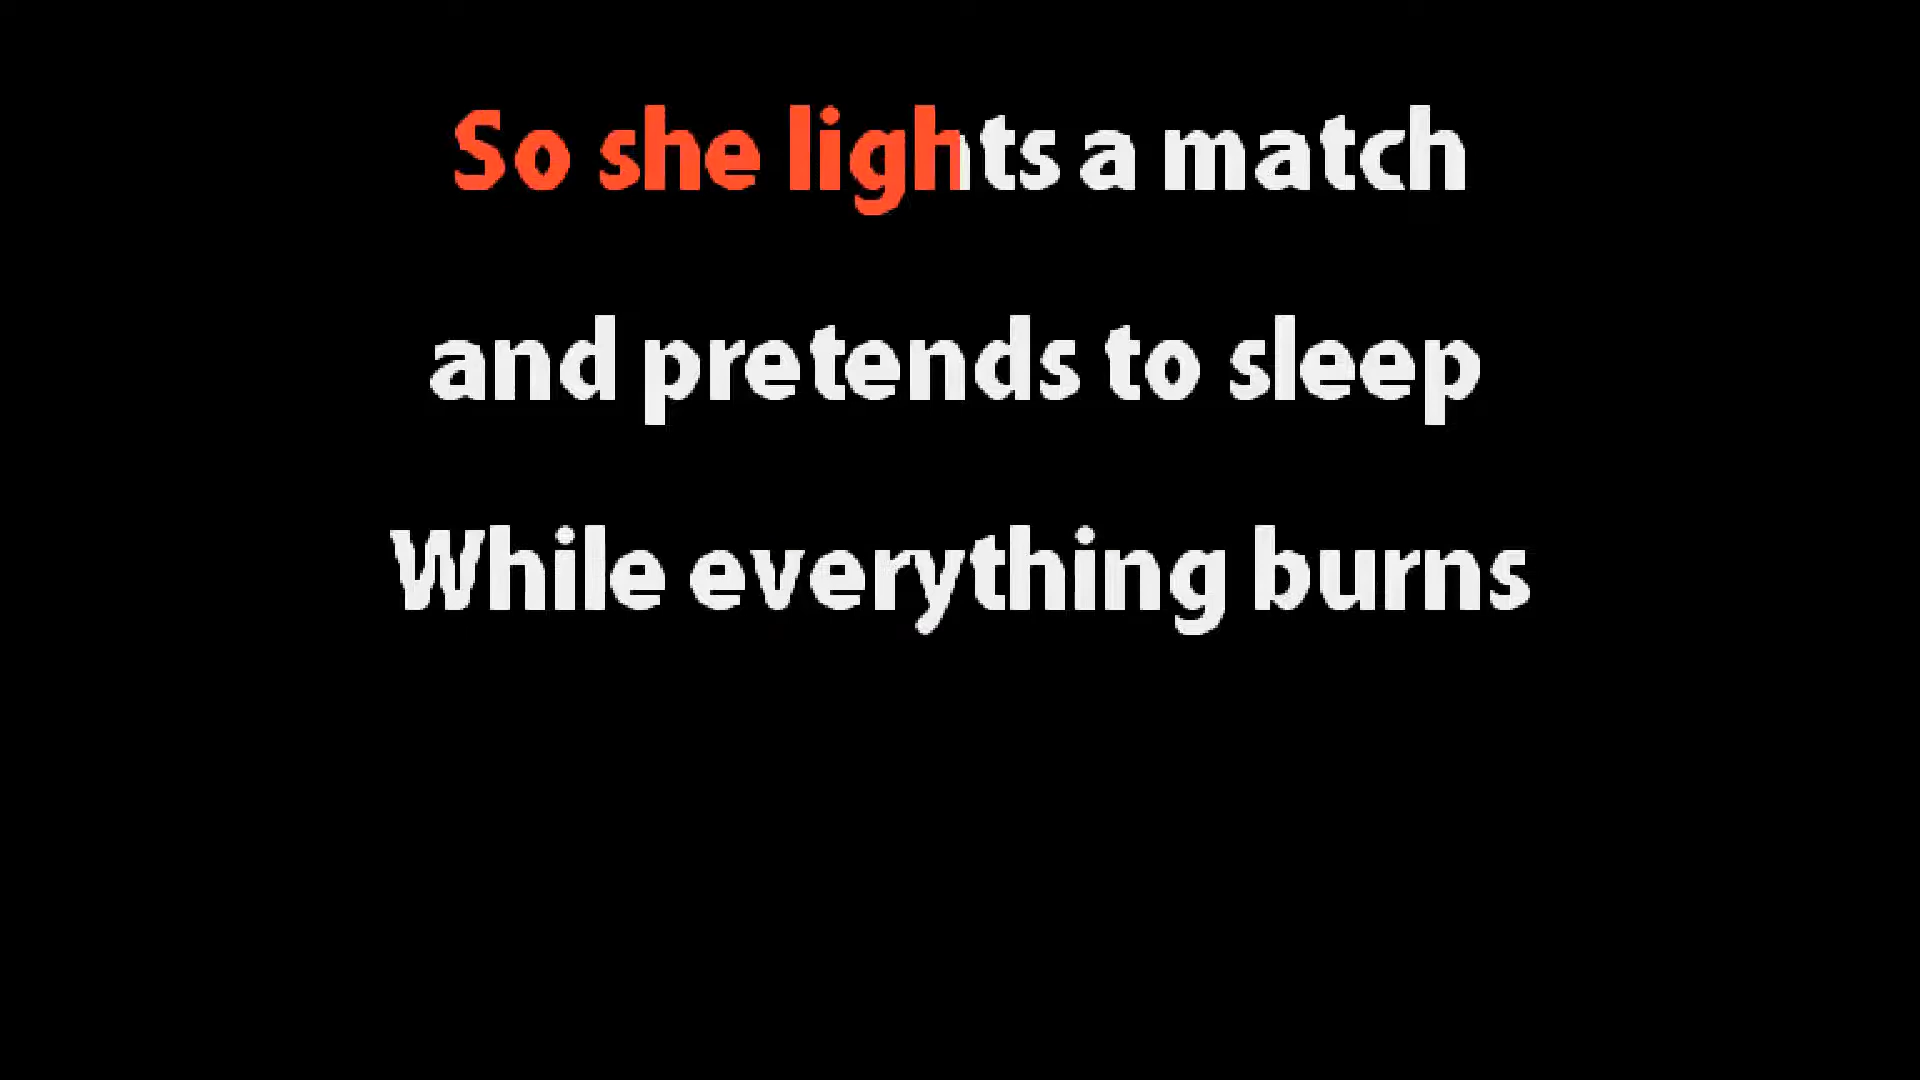 So she lights a match
and pretends to sleep
While everything burns